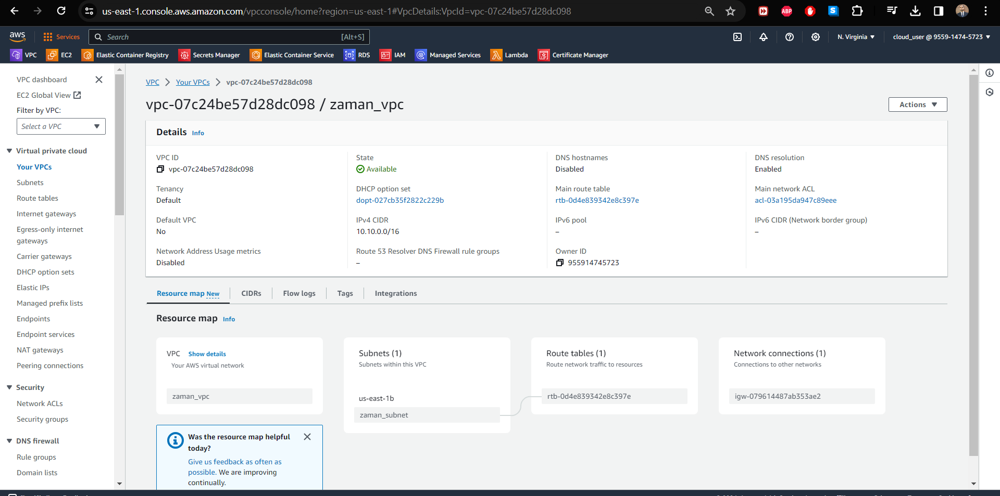 us-east-1.console.aws.amazon.com/vpcconsole/home?region=us-east-1#VpcDetails:VpcId=vpc-07c24be57d28dc098
ABP
S
aws
Services
Search
[Alt+S]
N. Virginia
cloud_user @ 9559-1474-5723
VPC
EC2
Elastic Container Registry
Secrets Manager
Elastic Container Service
RDS
IAM
Managed Services
Lambda
Certificate Manager
VPC dashboard
EC2 Global View
Filter by VPC:
Select a VPC
Virtual private cloud
Your VPCs
Subnets
Route tables
Internet gateways
Egress-only internet
gateways
Carrier gateways
DHCP option sets
Elastic IPs
Managed prefix lists
Endpoints
Endpoint services
NAT gateways
Peering connections
Security
Network ACLs
Security groups
DNS firewall
Rule groups
Domain lists
VPC
Your VPCs
vpc-07c24be57d28dc098
vpc-07c24be57d28dc098 / zaman_vpc
Actions
Details Info
VPC ID
vpc-07c24be57d28dc098
State
Available
DNS hostnames
Disabled
DNS resolution
Enabled
Tenancy
Default
DHCP option set
dopt-027cb35f2822c229b
Main route table
rtb-0d4e839342e8c397e
Main network ACL
acl-03a195da947c89eee
Default VPC
No
IPv4 CIDR
10.10.0.0/16
IPv6 pool
–
IPv6 CIDR (Network border group)
–
Network Address Usage metrics
Disabled
Route 53 Resolver DNS Firewall rule groups
–
Owner ID
955914745723
Resource map New
CIDRs
Flow logs
Tags
Integrations
Resource map Info
VPC Show details
Your AWS virtual network
zaman_vpc
Subnets (1)
Subnets within this VPC
us-east-1b
zaman_subnet
Route tables (1)
Route network traffic to resources
rtb-0d4e839342e8c397e
Network connections (1)
Connections to other networks
igw-079614487ab353ae2
Was the resource map helpful
today?
Give us feedback as often as
possible. We are improving
continually.